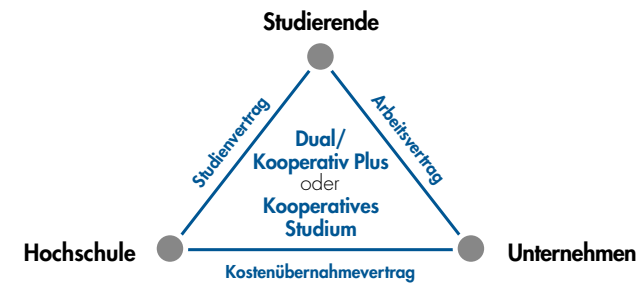 Studierende
Studienvertrag
Arbeitsvertrag
Dual/
Kooperativ Plus
oder
Kooperatives
Studium
Hochschule
Unternehmen
Kostenübernahmevertrag